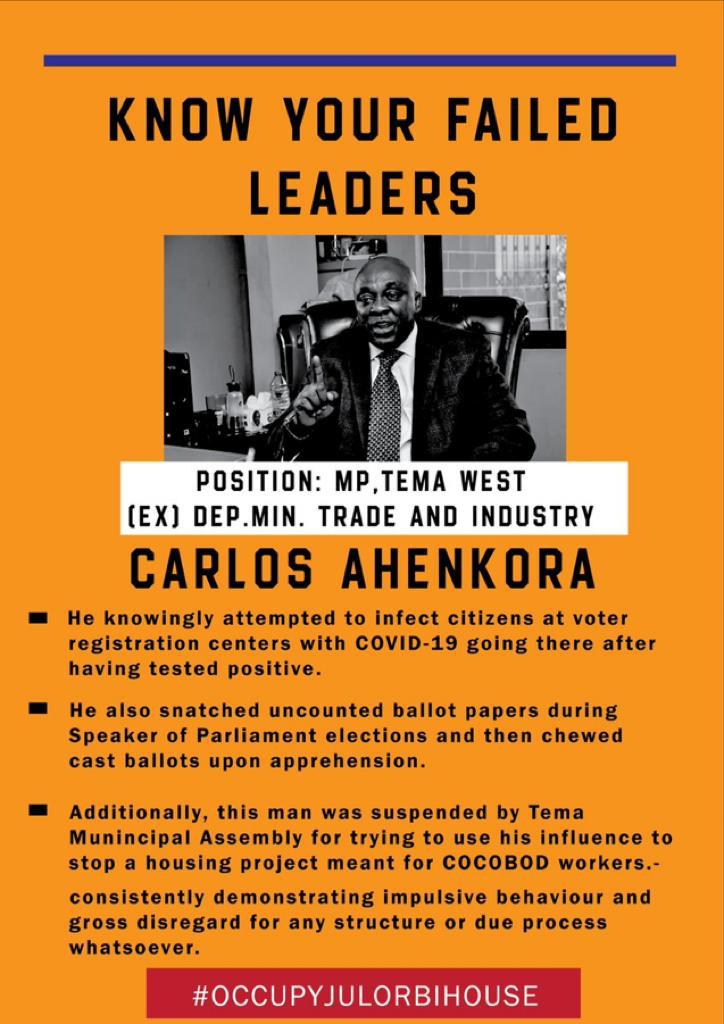 KNOW YOUR FAILED
LEADERS
POSITION: MP,TEMA WEST
(EX) DEP.MIN. TRADE AND INDUSTRY
CARLOS AHENKORA
He knowingly attempted to infect citizens at voter
registration centers with COVID-19 going there after
having tested positive.
He also snatched uncounted ballot papers during
Speaker of Parliament elections and then chewed
cast ballots upon apprehension.
Additionally, this man was suspended by Tema
Munincipal Assembly for trying to use his influence to
stop a housing project meant for COCOBOD workers.-
consistently demonstrating impulsive behaviour and
gross disregard for any structure or due process
whatsoever.
#OCCUPYJULORBIHOUSE